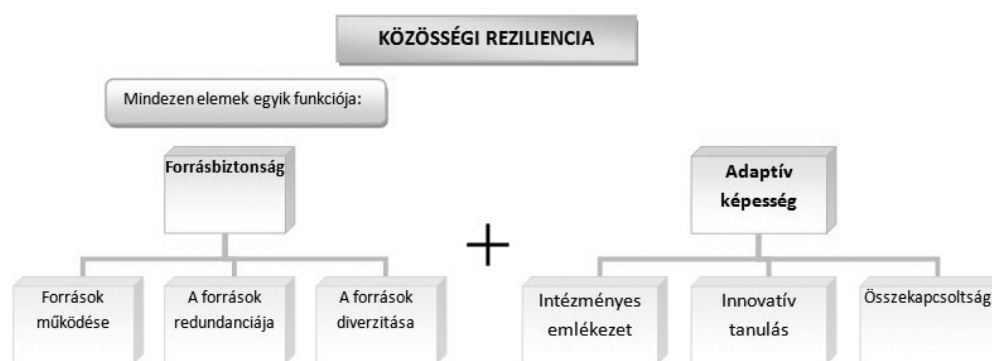 KÖZÖSSÉGI REZILIENCIA
Mindezen elemek egyik funkciója:
Forrásbiztonság
Adaptív
képesség
+
Források
működése
A források
redundanciája
A források
diverzitása
Intézményes
emlékezet
Innovatív
tanulás
Összekapcsoltság